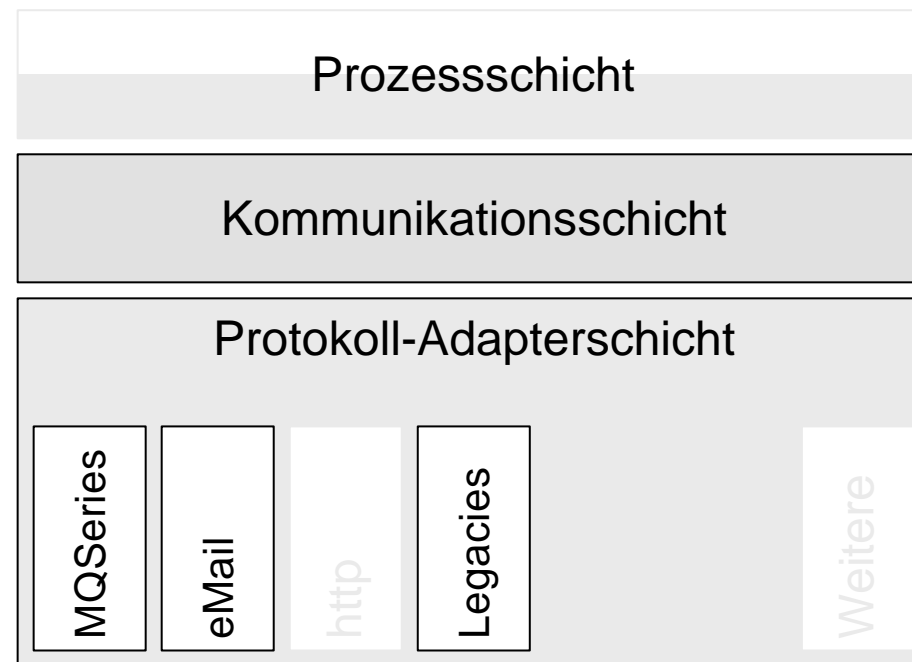 Prozessschicht
Kommunikationsschicht
Protokoll-Adapterschicht
MQSeries
eMail
http
Legacies
Weitere